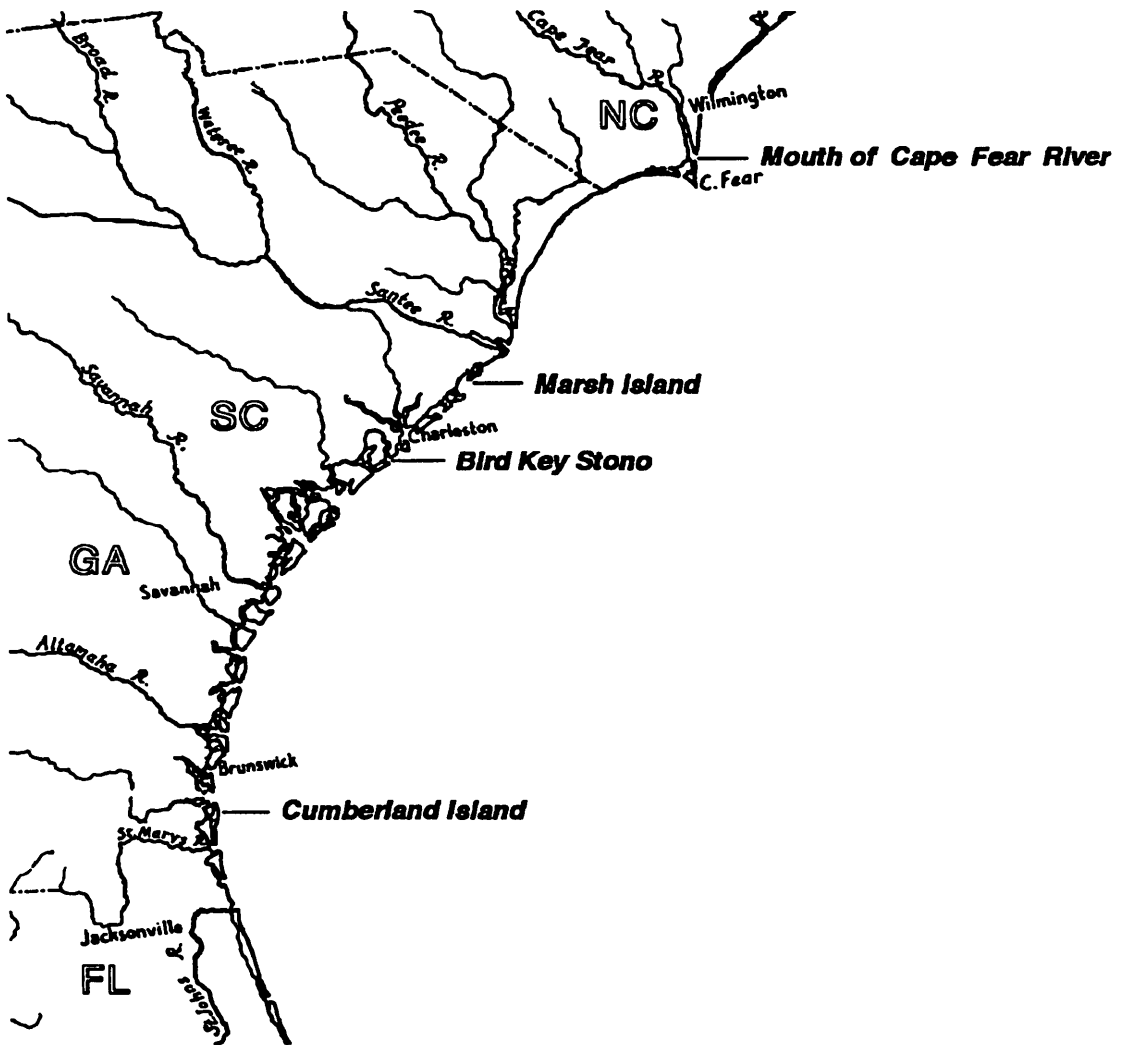 Cape Fear R.
Broad R.
NC
Wilmington
Peedee R.
Wateree R.
Mouth of Cape Fear River
C. Fear
Santee R.
Marsh Island
Savannah R.
SC
Charleston
Bird Key Stono
GA
Savannah
Altamaha R.
Brunswick
Cumberland Island
St. Marys R.
Jacksonville
FL
St Johns R